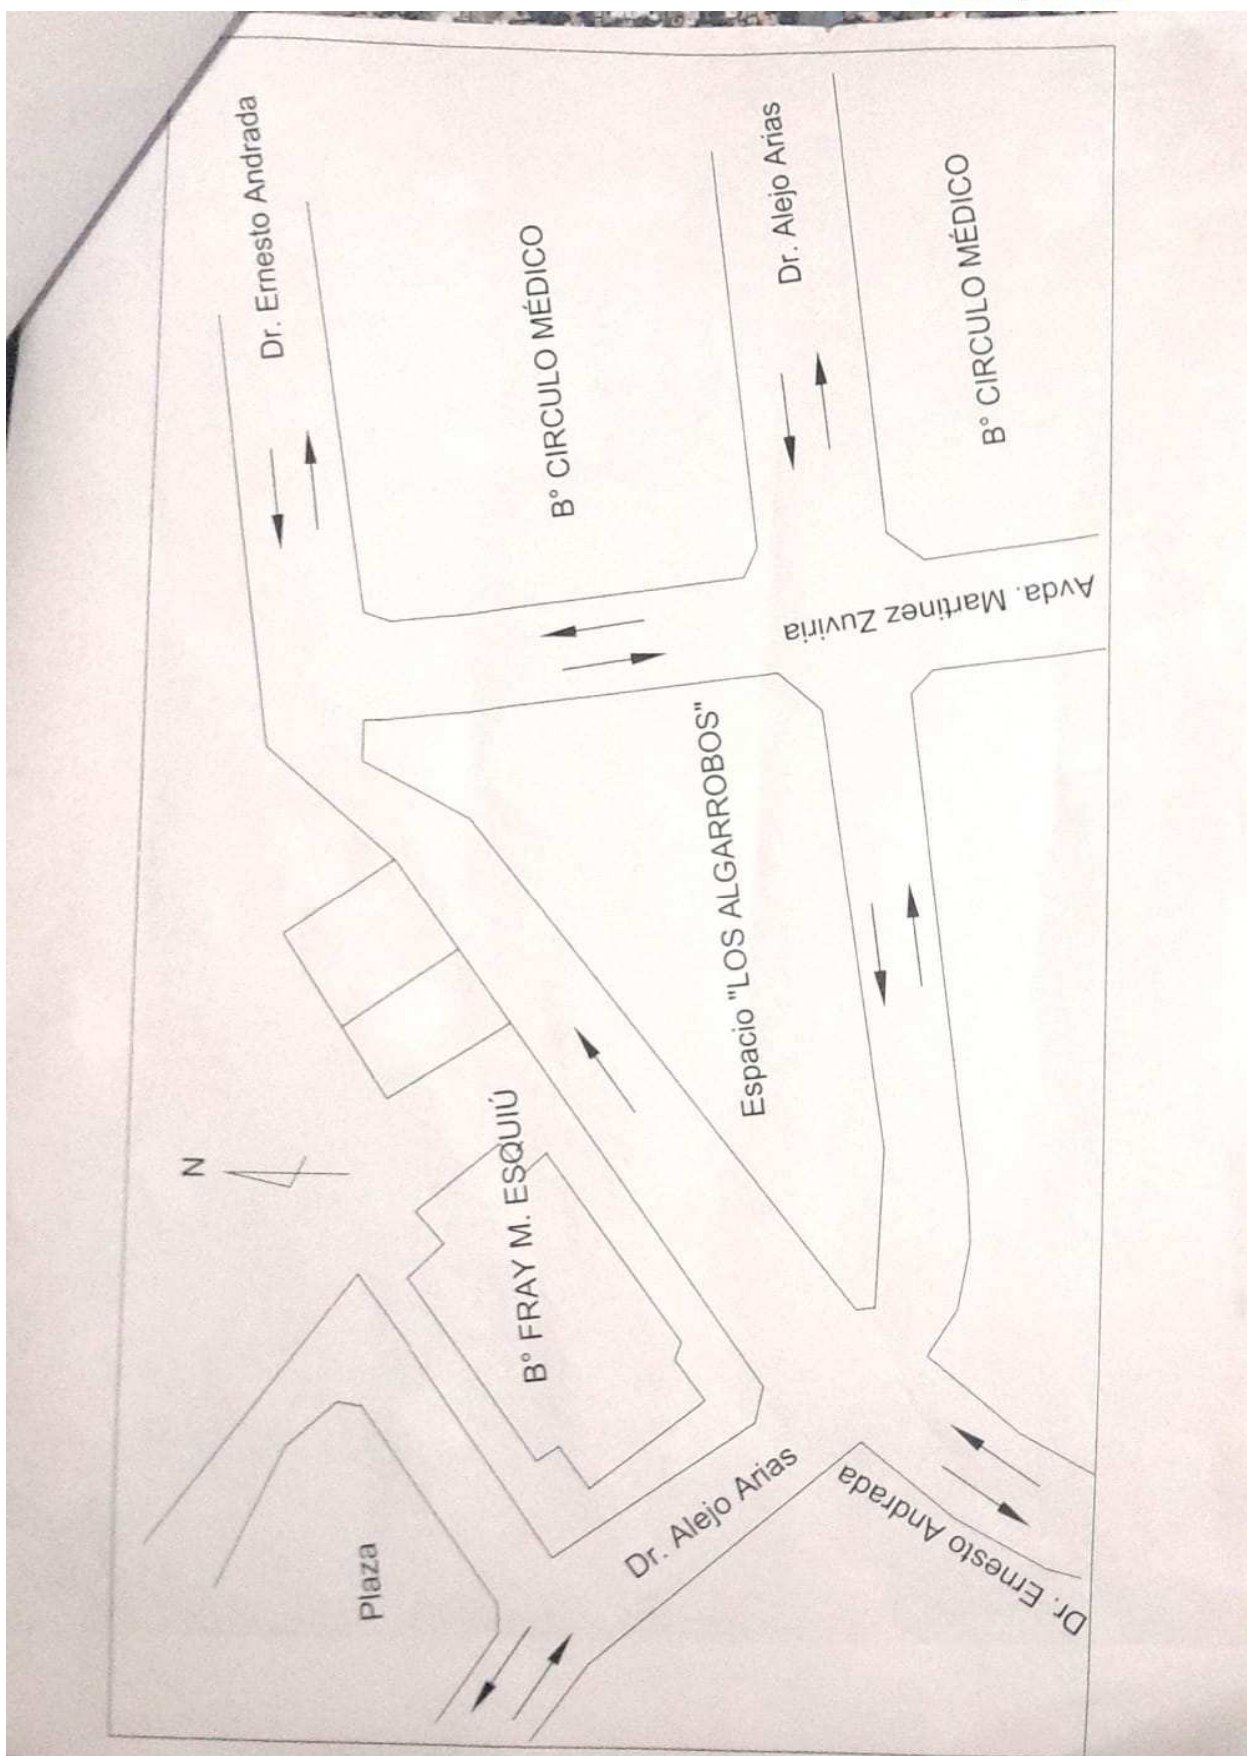 Dr. Ernesto Andrada
B° CIRCULO MÉDICO
Dr. Alejo Arias
B° CIRCULO MÉDICO
Avda. Martinez Zuviria
Espacio "LOS ALGARROBOS"
N
B° FRAY M. ESQUIÚ
Plaza
Dr. Alejo Arias
Dr. Ernesto Andrada